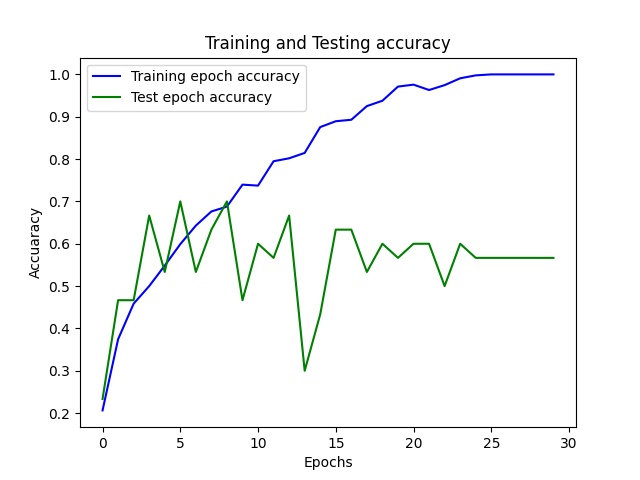 Training and Testing accuracy
Training epoch accuracy
Test epoch accuracy
1.0
0.9
0.8
0.7
0.6
0.5
0.4
0.3
0.2
Accuaracy
0 5 10 15 20 25 30
Epochs